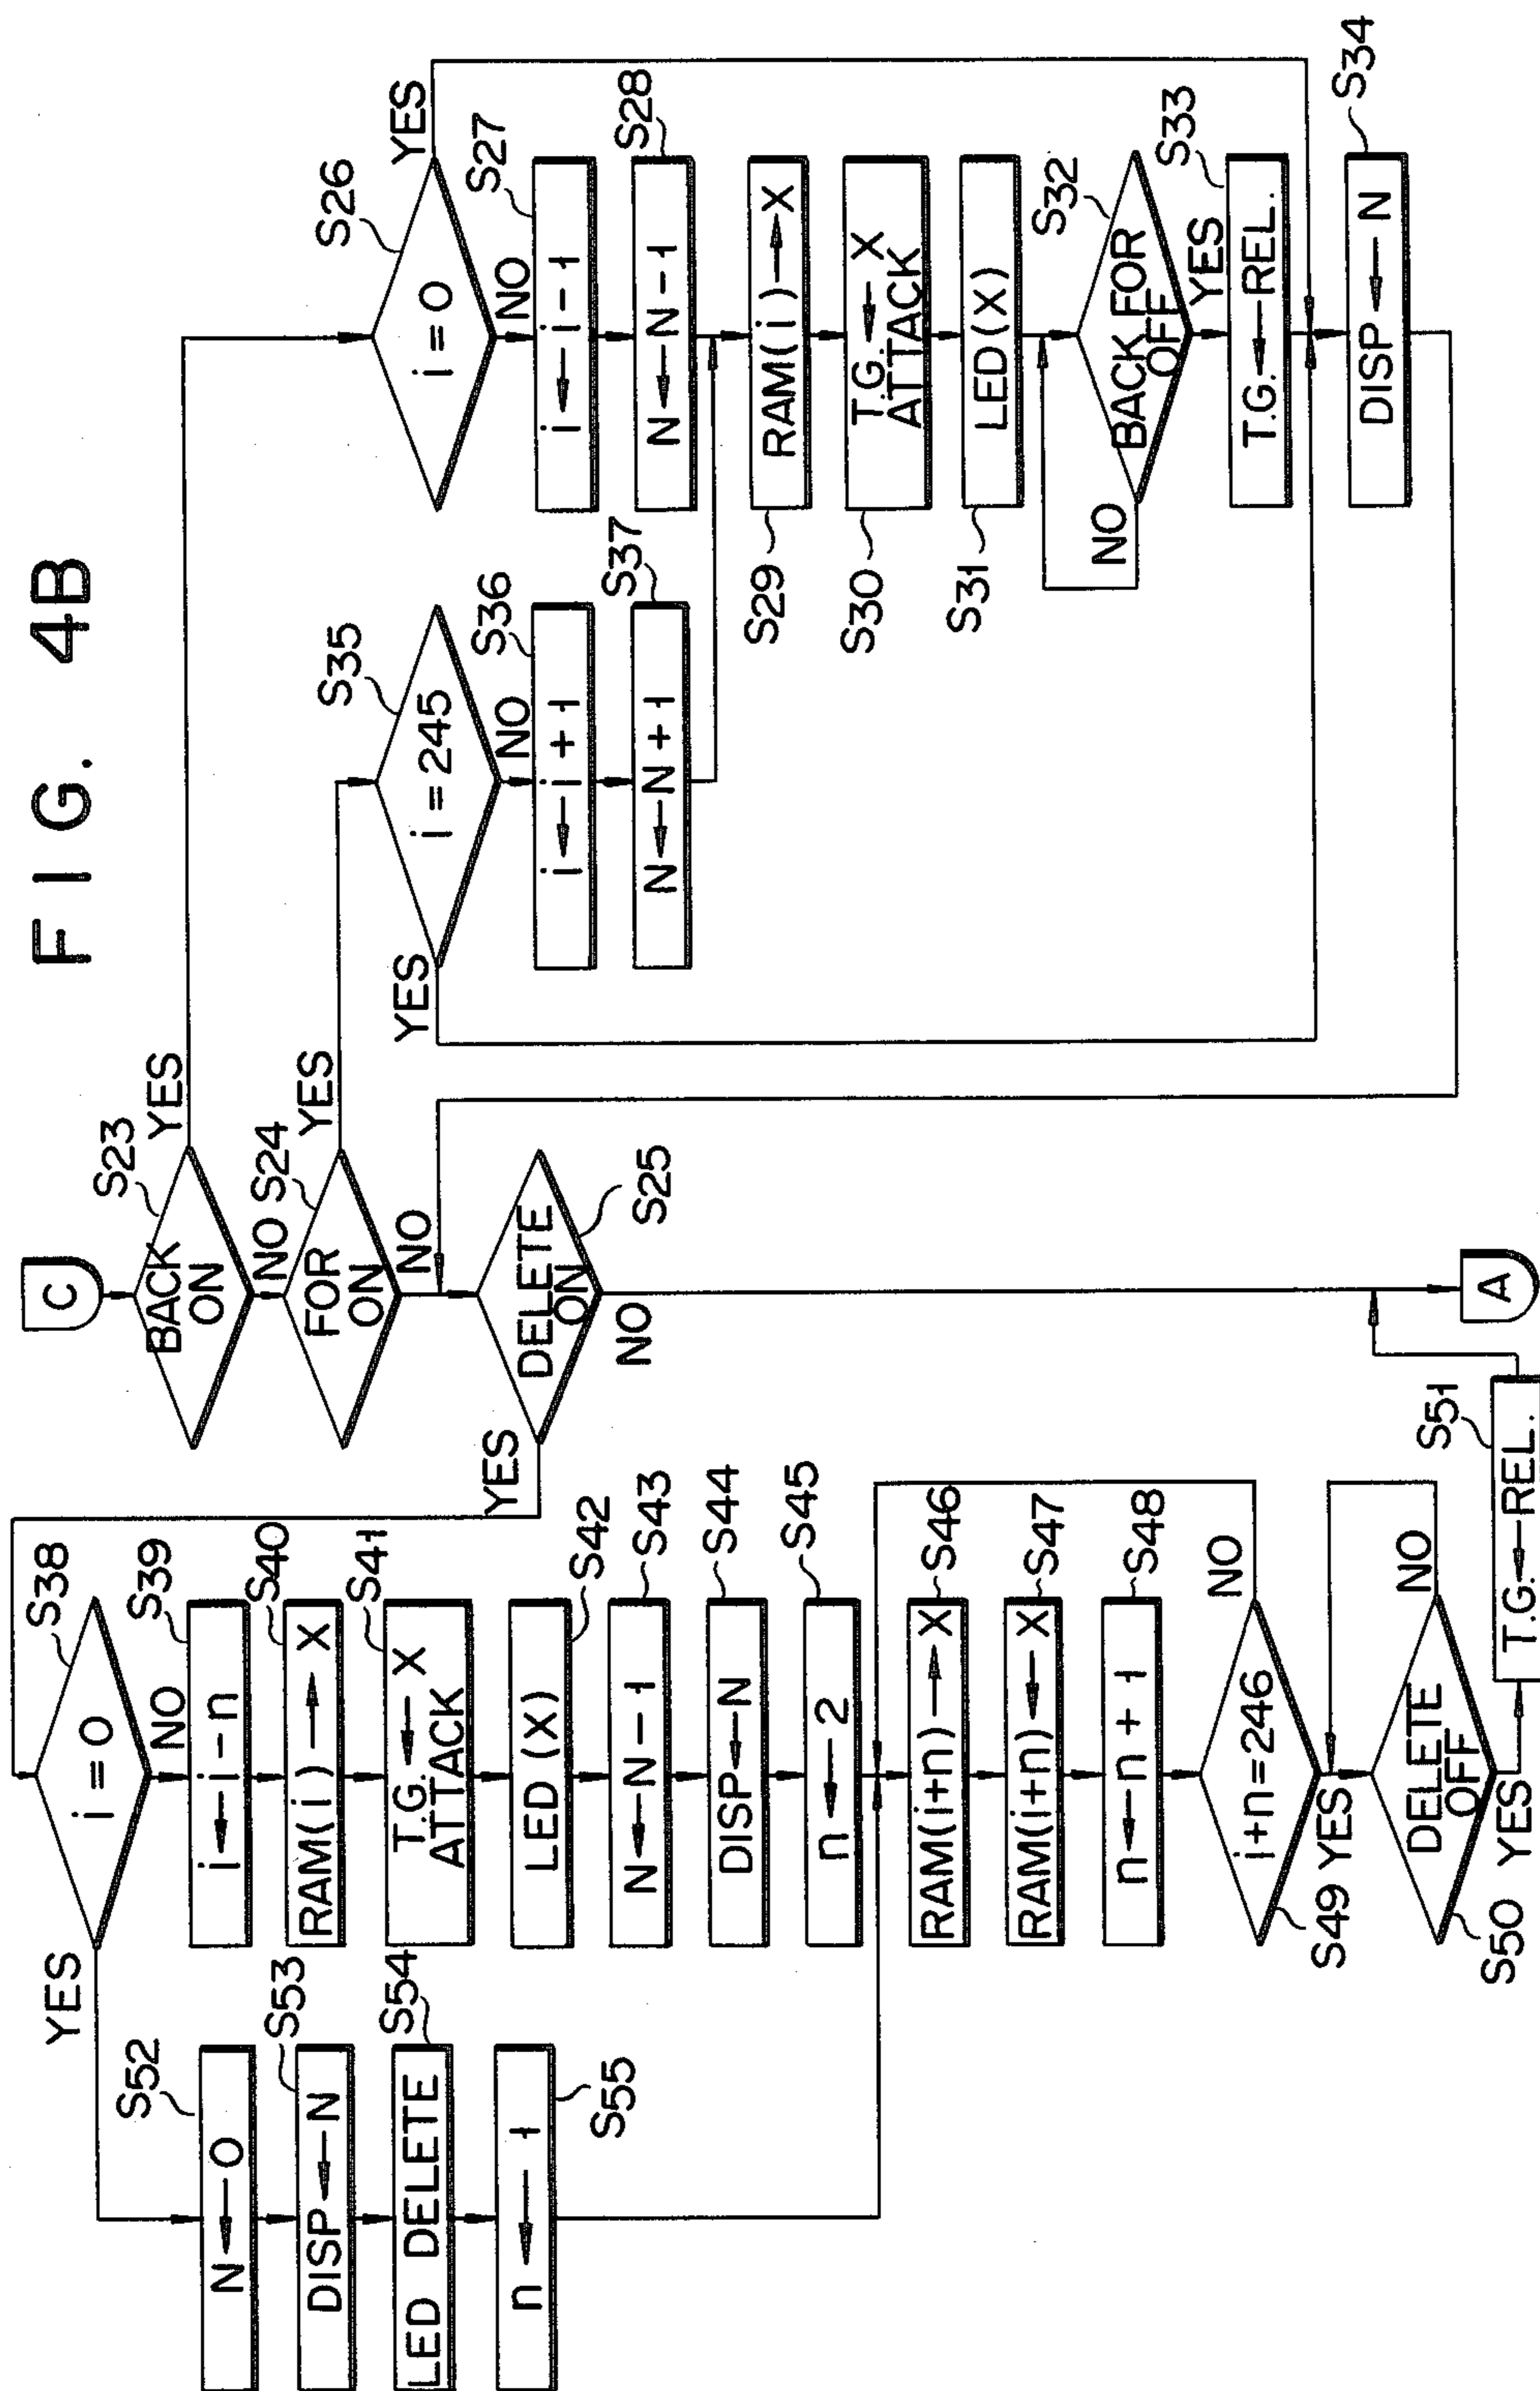 FIG. 4B
C
BACK ON
S23
YES
NO
FOR ON
S24
YES
NO
DELETE ON
S25
YES
NO
A
i = 0
S26
YES
NO
i ← i - 1
S27
N ← N - 1
S28
RAM(i) → X
S29
T.G. ← X
ATTACK
S30
LED(X)
S31
BACK FOR
OFF
S32
NO
YES
T.G. ← REL.
S33
DISP ← N
S34
i = 245
S35
YES
NO
i ← i + 1
S36
N ← N + 1
S37
i = 0
S38
YES
NO
i ← i - n
S39
RAM(i) → X
S40
T.G. ← X
ATTACK
S41
LED (X)
S42
N ← N - 1
S43
DISP ← N
S44
n ← 2
S45
RAM(i+n) → X
S46
RAM(i+n) ← X
S47
n ← n + 1
S48
i+n=246
S49
NO
YES
DELETE
OFF
S50
NO
YES
T.G. ← REL.
S51
N ← 0
S52
DISP ← N
S53
LED DELETE
S54
n ← 1
S55